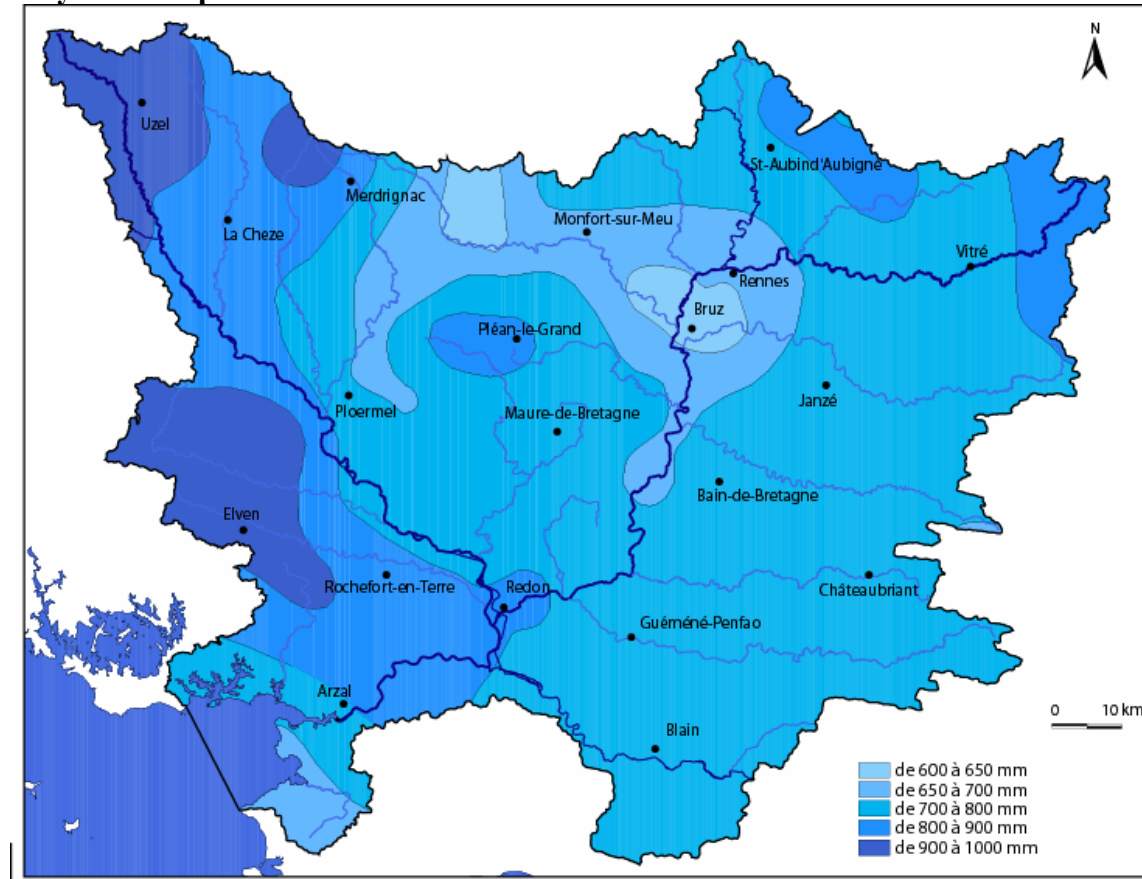 N
Uzel
St-Aubind'Aubigne
Merdrignac
La Cheze
Monfort-sur-Meu
Vitré
Rennes
Bruz
Pléan-le-Grand
Ploermel
Janzé
Maure-de-Bretagne
Bain-de-Bretagne
Elven
Rochefort-en-Terre
Redon
Châteaubriant
Guéméné-Penfao
Arzal
0 10 km
Blain
de 600 à 650 mm
de 650 à 700 mm
de 700 à 800 mm
de 800 à 900 mm
de 900 à 1000 mm